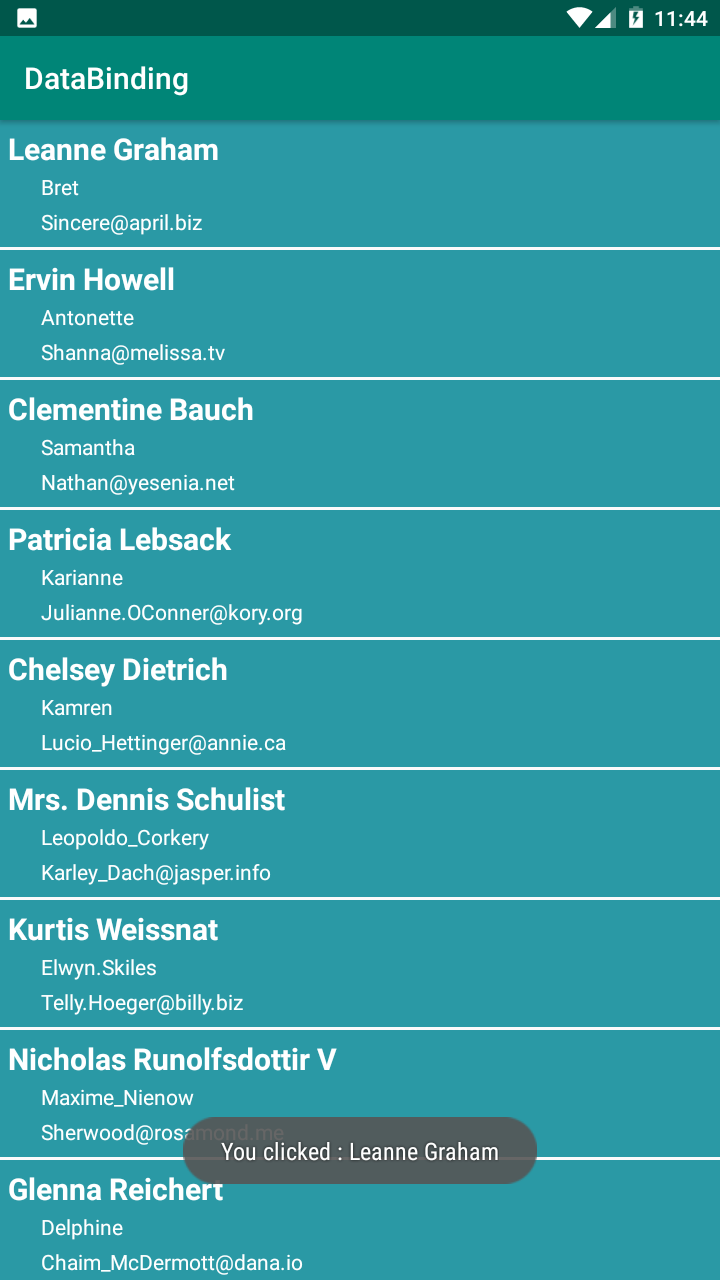 11:44
DataBinding
Leanne Graham
Bret
Sincere@april.biz
Ervin Howell
Antonette
Shanna@melissa.tv
Clementine Bauch
Samantha
Nathan@yesenia.net
Patricia Lebsack
Karianne
Julianne.OConner@kory.org
Chelsey Dietrich
Kamren
Lucio_Hettinger@annie.ca
Mrs. Dennis Schulist
Leopoldo_Corkery
Karley_Dach@jasper.info
Kurtis Weissnat
Elwyn.Skiles
Telly.Hoeger@billy.biz
Nicholas Runolfsdottir V
Maxime_Nienow
Sherwood@rosamond.me
You clicked : Leanne Graham
Glenna Reichert
Delphine
Chaim_McDermott@dana.io